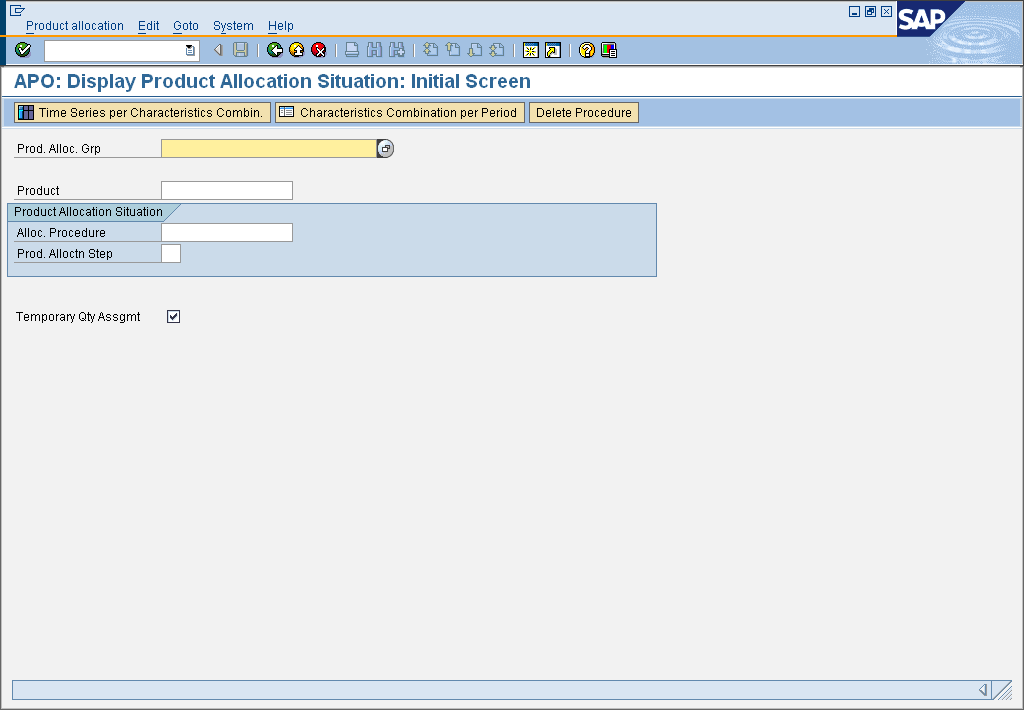 Product allocation Edit Goto System Help
SAP
APO: Display Product Allocation Situation: Initial Screen
Time Series per Characteristics Combin. Characteristics Combination per Period Delete Procedure
Prod. Alloc. Grp
Product
Product Allocation Situation
Alloc. Procedure
Prod. Alloctn Step
Temporary Qty Assgmt